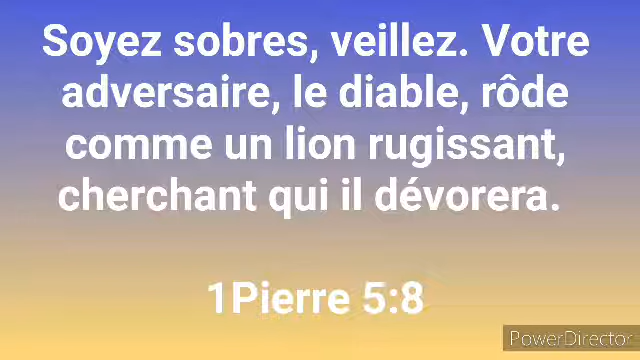 Soyez sobres, veillez. Votre
adversaire, le diable, rôde
comme un lion rugissant,
cherchant qui il dévorera.
1Pierre 5:8
PowerDirector